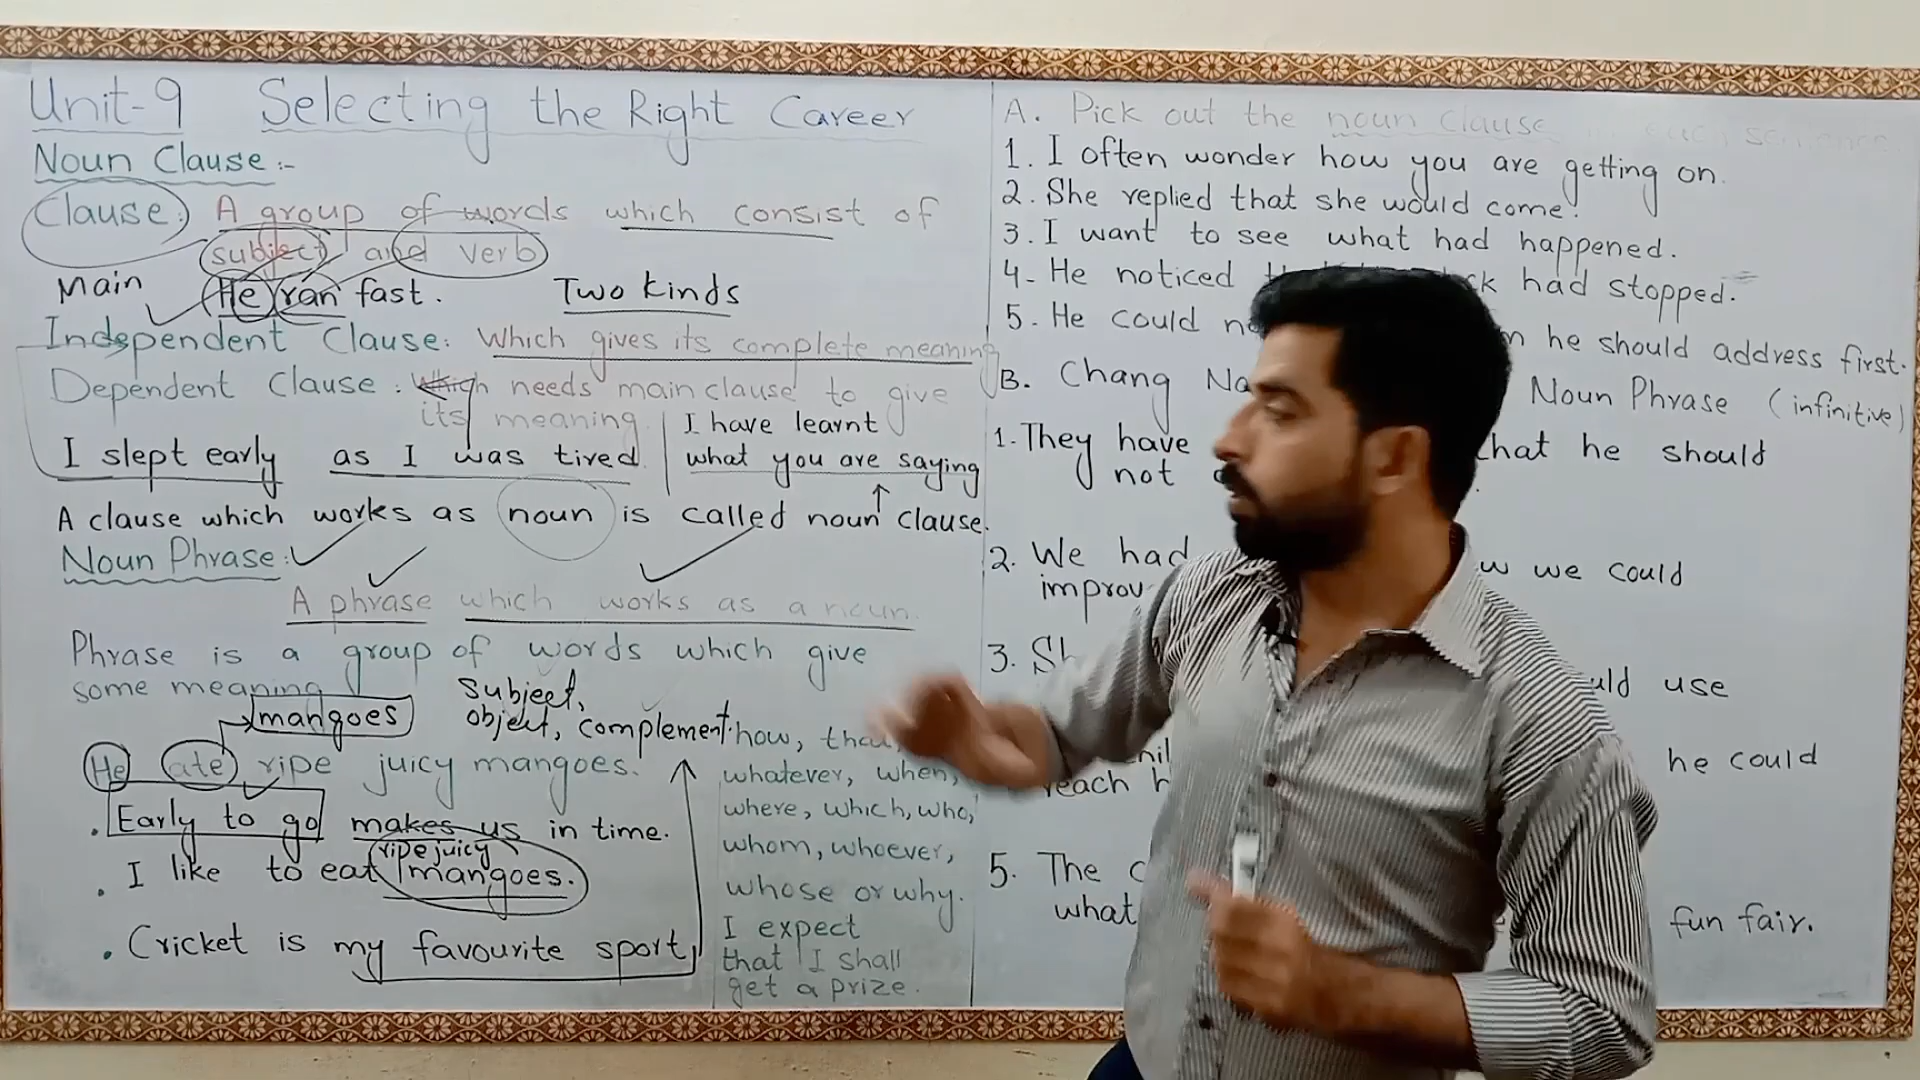 Unit-9 Selecting the Right Career
Noun Clause :-
Clause : A group of words which consist of
subject and verb
Main He ran fast. Two kinds
Independent Clause: Which gives its complete meaning
Dependent Clause : Which needs main clause to give
its meaning
I have learnt
I slept early as I was tired
what you are saying
A clause which works as noun is called noun clause.
Noun Phrase:
A phrase which works as a noun.
Phrase is a group of words which give
some meaning
mangoes
subject,
object, complement.
He ate ripe juicy mangoes.
. Early to go makes us in time.
ripe juicy
. I like to eat mangoes.
. Cricket is my favourite sport
how,
whatever, when,
where, which, who,
whom, whoever,
whose or why.
I expect
that I shall
get a prize.
A. Pick out the noun clause in each sentence.
1. I often wonder how you are getting on.
2. She replied that she would come.
3. I want to see what had happened.
4- He noticed had stopped.
5. He could he should address first.
B. Chang Noun Phrase (infinitive)
1. They have that he should
not
2. We had we could
3. use
he could
reach
5. The
what fun fair.